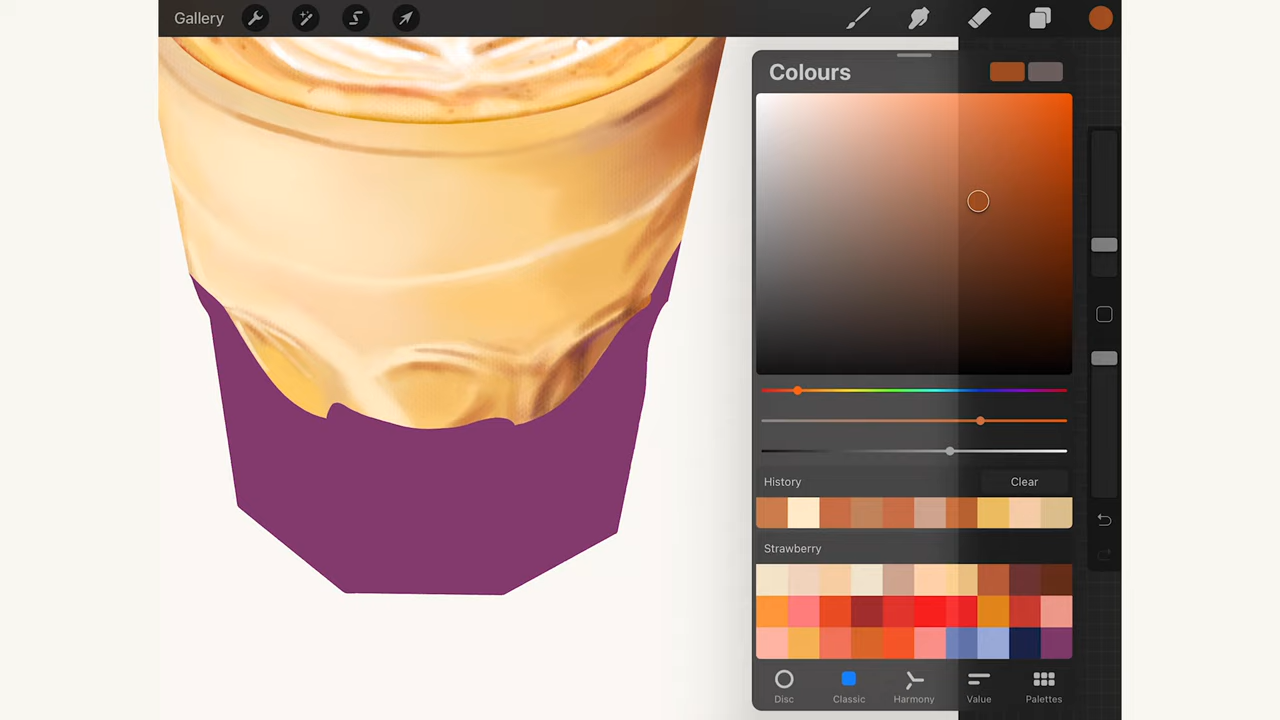 Gallery
Colours
History
Clear
Strawberry
Disc
Classic
Harmony
Value
Palettes